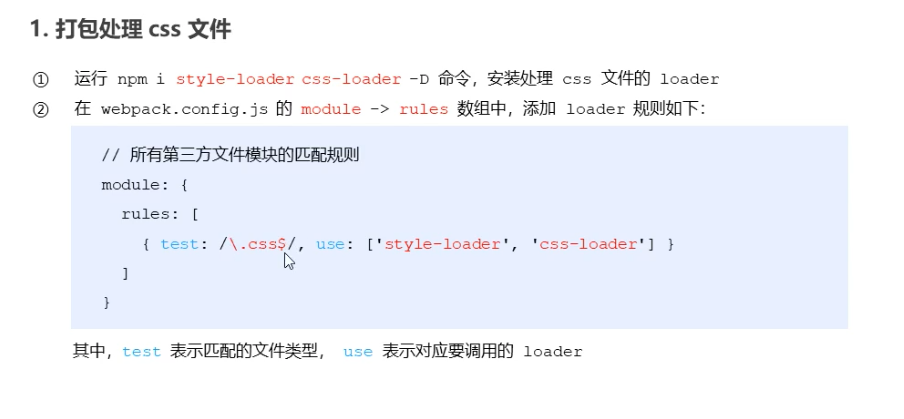 1. 打包处理 css 文件
① 运行 npm i style-loader css-loader -D 命令，安装处理 css 文件的 loader
② 在 webpack.config.js 的 module -> rules 数组中，添加 loader 规则如下：
// 所有第三方文件模块的匹配规则
module: {
rules: [
{ test: /\.css$/, use: ['style-loader', 'css-loader'] }
]
}
其中，test 表示匹配的文件类型， use 表示对应要调用的 loader